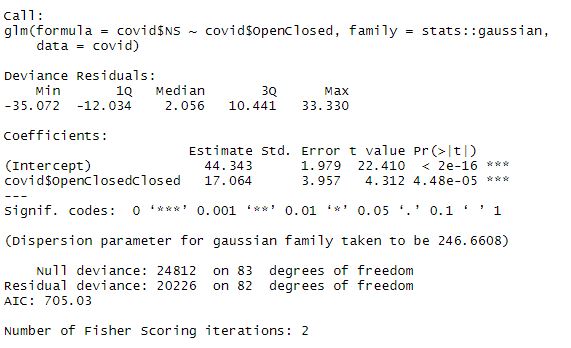 Call:
glm(formula = covid$NS ~ covid$OpenClosed, family = stats::gaussian,
    data = covid)
Deviance Residuals:
    Min       1Q   Median       3Q      Max
-35.072  -12.034    2.056   10.441   33.330
Coefficients:
                       Estimate Std. Error t value Pr(>|t|)
(Intercept)              44.343      1.979  22.410  < 2e-16 ***
covid$OpenClosedClosed   17.064      3.957   4.312 4.48e-05 ***
---
Signif. codes:  0 ‘***’ 0.001 ‘**’ 0.01 ‘*’ 0.05 ‘.’ 0.1 ‘ ’ 1
(Dispersion parameter for gaussian family taken to be 246.6608)
    Null deviance: 24812  on 83  degrees of freedom
Residual deviance: 20226  on 82  degrees of freedom
AIC: 705.03
Number of Fisher Scoring iterations: 2